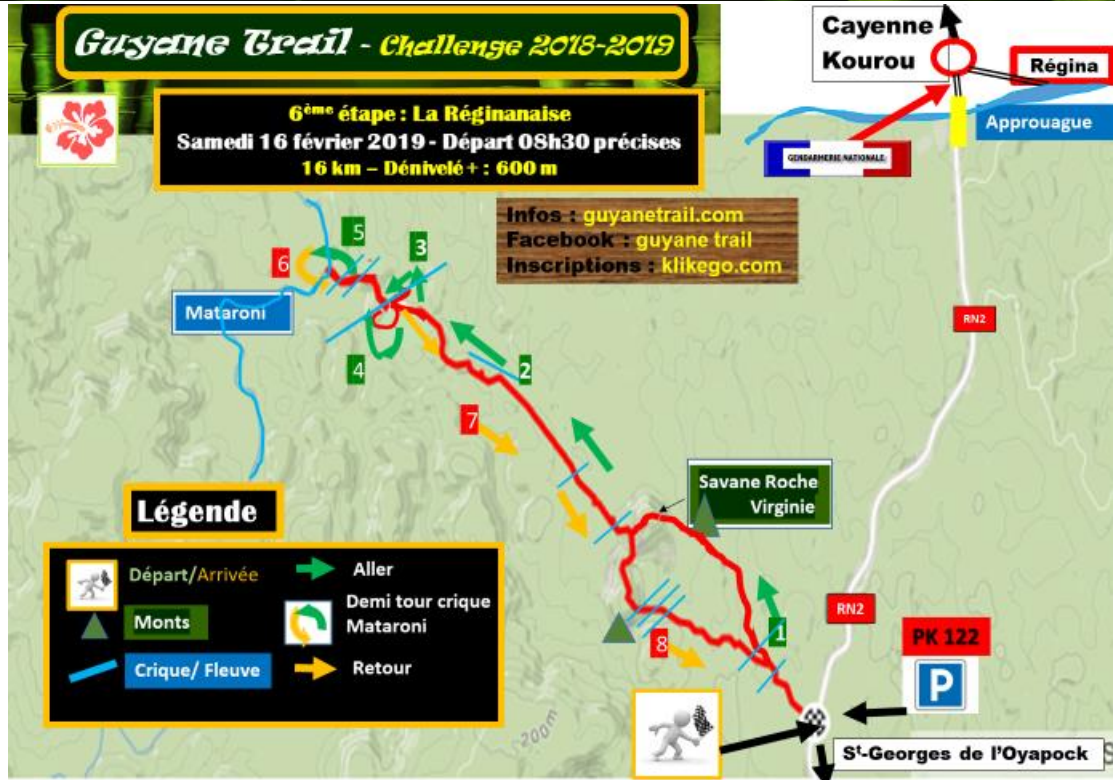 Guyane Trail - Challenge 2018-2019
6ème étape : La Réginanaise
Samedi 16 février 2019 - Départ 08h30 précises
16 km – Dénivelé + : 600 m
Cayenne
Kourou
Régina
Approuague
GENDARMERIE NATIONALE
Infos : guyanetrail.com
Facebook : guyane trail
Inscriptions : klikego.com
5
3
6
Mataroni
RN2
4
2
7
Savane Roche
Virginie
Légende
Départ/Arrivée
Aller
Monts
Demi tour crique
Mataroni
Crique/ Fleuve
Retour
RN2
1
8
PK 122
P
200m
St-Georges de l'Oyapock